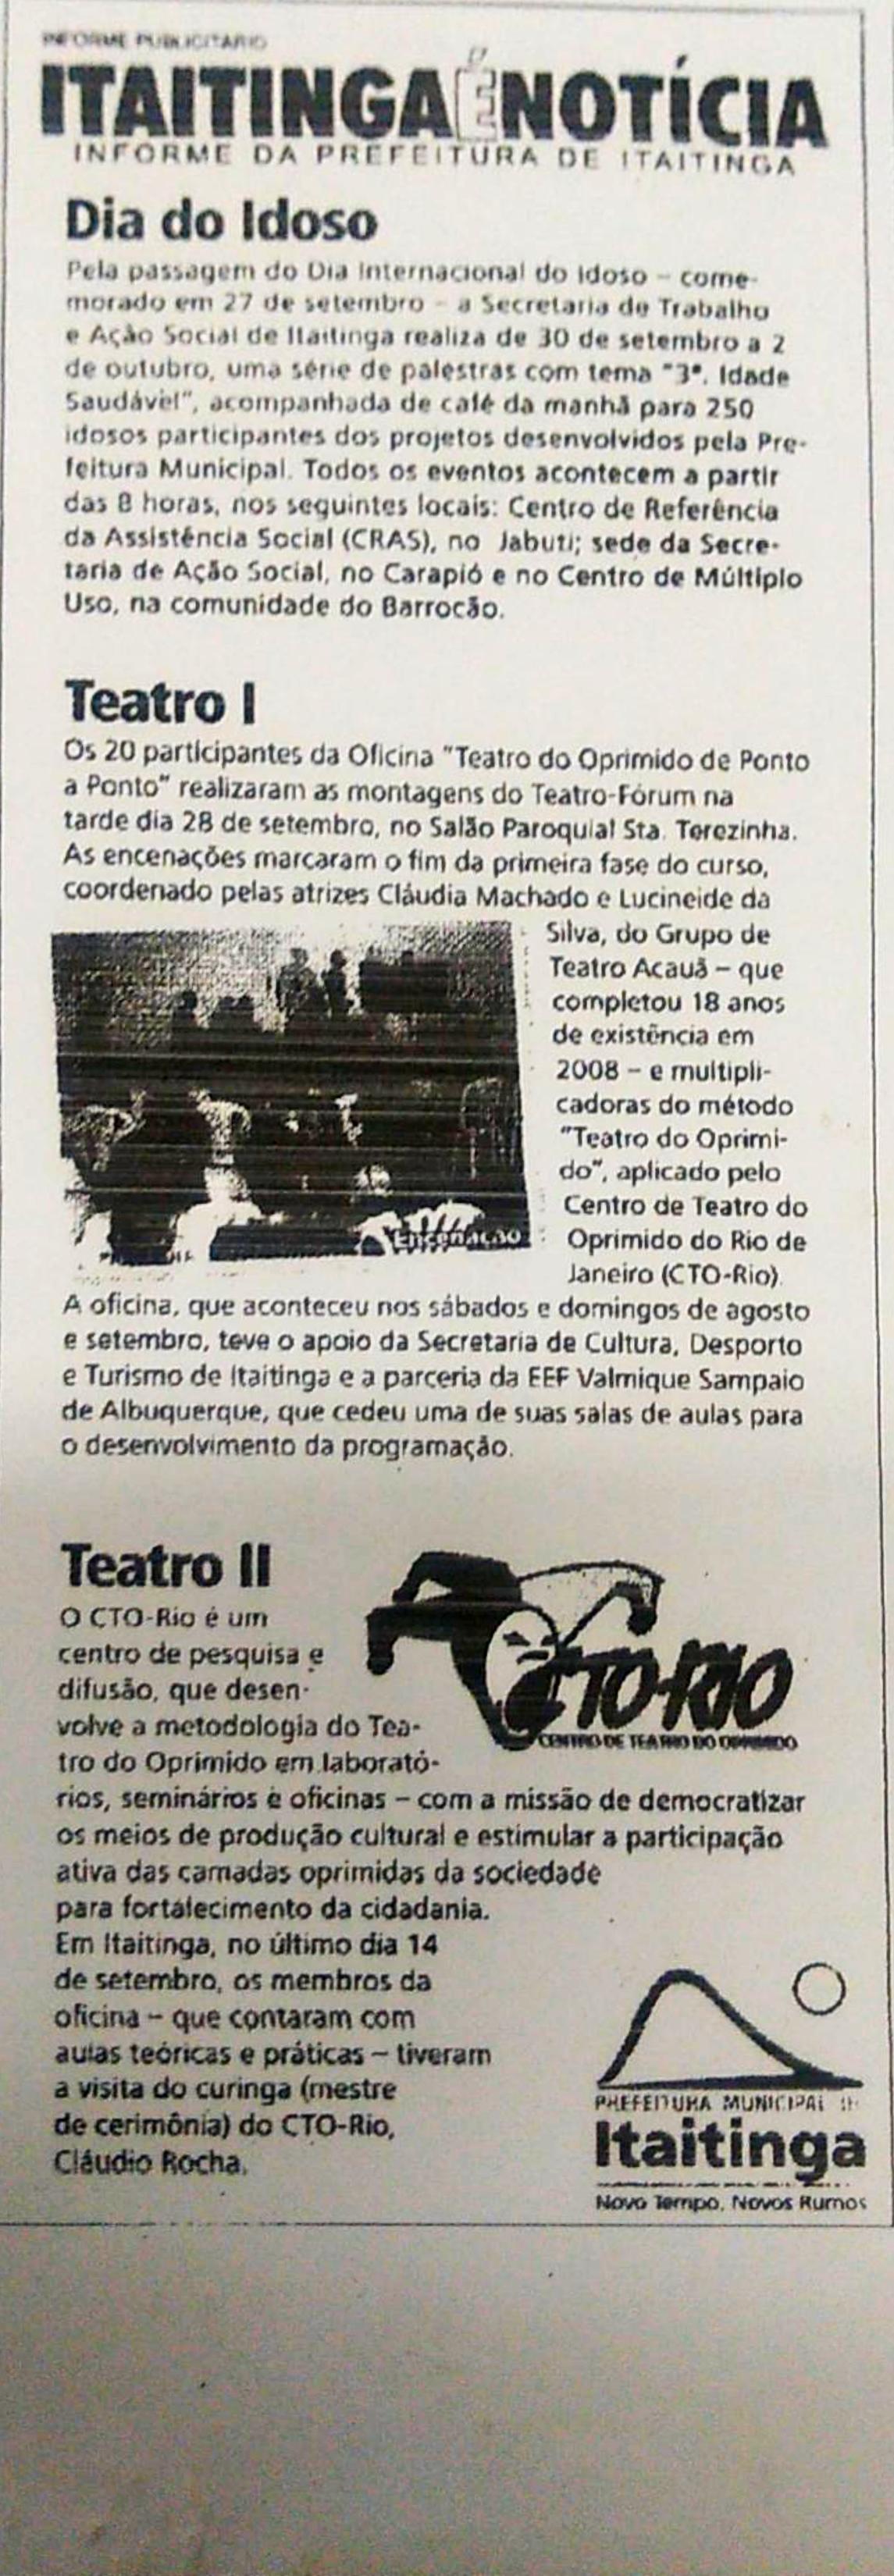 INFORME PUBLICITÁRIO
ITAITINGA É NOTÍCIA
INFORME DA PREFEITURA DE ITAITINGA
Dia do Idoso
Pela passagem do Dia Internacional do Idoso – come-
morado em 27 de setembro – a Secretaria do Trabalho
e Ação Social de Itaitinga realiza de 30 de setembro a 2
de outubro, uma série de palestras com tema "3ª. Idade
Saudável", acompanhada de café da manhã para 250
idosos participantes dos projetos desenvolvidos pela Pre-
feitura Municipal. Todos os eventos acontecem a partir
das 8 horas, nos seguintes locais: Centro de Referência
da Assistência Social (CRAS), no Jabuti; sede da Secre-
taria de Ação Social, no Carapió e no Centro de Múltiplo
Uso, na comunidade do Barrocão.
Teatro I
Os 20 participantes da Oficina "Teatro do Oprimido de Ponto
a Ponto" realizaram as montagens do Teatro-Fórum na
tarde dia 28 de setembro, no Salão Paroquial Sta. Terezinha.
As encenações marcaram o fim da primeira fase do curso,
coordenado pelas atrizes Cláudia Machado e Lucineide da
Silva, do Grupo de
Teatro Acauã – que
completou 18 anos
de existência em
2008 – e multipli-
cadoras do método
"Teatro do Oprimi-
do", aplicado pelo
Centro de Teatro do
Oprimido do Rio de
Janeiro (CTO-Rio).
Encenação
A oficina, que aconteceu nos sábados e domingos de agosto
e setembro, teve o apoio da Secretaria de Cultura, Desporto
e Turismo de Itaitinga e a parceria da EEF Valmique Sampaio
de Albuquerque, que cedeu uma de suas salas de aulas para
o desenvolvimento da programação.
Teatro II
O CTO-Rio é um
centro de pesquisa e
difusão, que desen-
volve a metodologia do Tea-
tro do Oprimido em laborató-
rios, seminários e oficinas – com a missão de democratizar
os meios de produção cultural e estimular a participação
ativa das camadas oprimidas da sociedade
para fortalecimento da cidadania.
Em Itaitinga, no último dia 14
de setembro, os membros da
oficina – que contaram com
aulas teóricas e práticas – tiveram
a visita do curinga (mestre
de cerimônia) do CTO-Rio,
Cláudio Rocha.
CTO-RIO
CENTRO DE TEATRO DO OPRIMIDO
PREFEITURA MUNICIPAL DE
Itaitinga
Novo Tempo, Novos Rumos